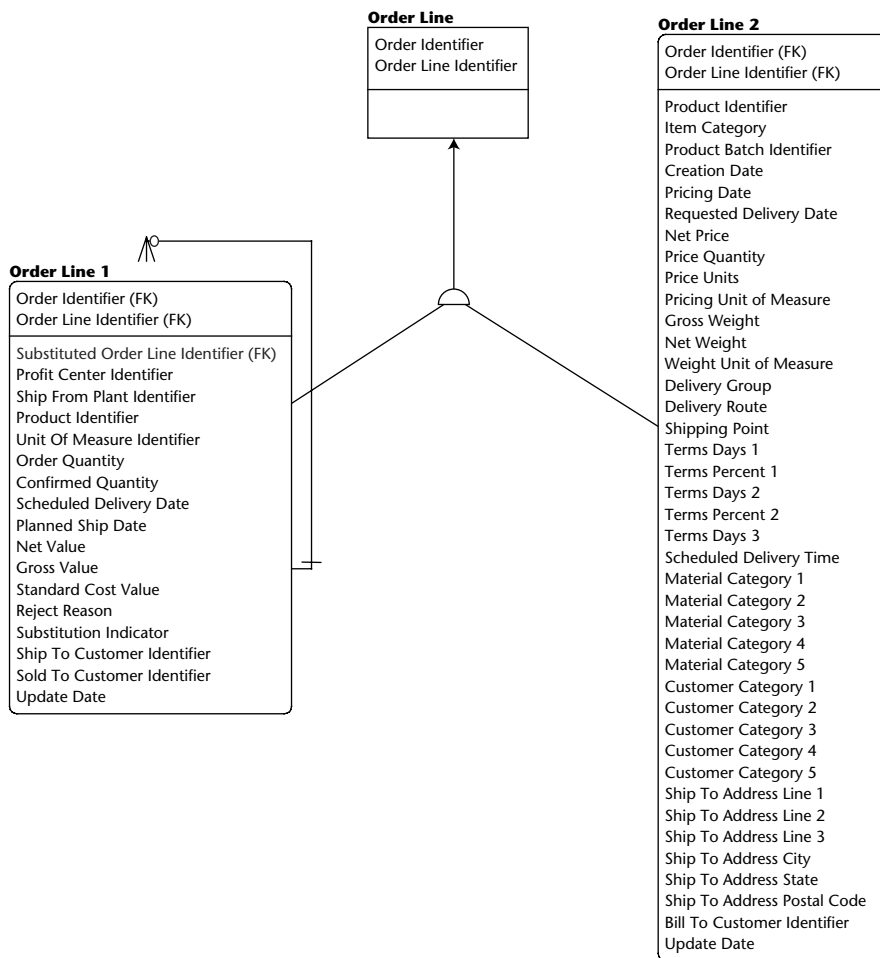 Order Line
Order Identifier
Order Line Identifier
Order Line 1
Order Identifier (FK)
Order Line Identifier (FK)
Substituted Order Line Identifier (FK)
Profit Center Identifier
Ship From Plant Identifier
Product Identifier
Unit Of Measure Identifier
Order Quantity
Confirmed Quantity
Scheduled Delivery Date
Planned Ship Date
Net Value
Gross Value
Standard Cost Value
Reject Reason
Substitution Indicator
Ship To Customer Identifier
Sold To Customer Identifier
Update Date
Order Line 2
Order Identifier (FK)
Order Line Identifier (FK)
Product Identifier
Item Category
Product Batch Identifier
Creation Date
Pricing Date
Requested Delivery Date
Net Price
Price Quantity
Price Units
Pricing Unit of Measure
Gross Weight
Net Weight
Weight Unit of Measure
Delivery Group
Delivery Route
Shipping Point
Terms Days 1
Terms Percent 1
Terms Days 2
Terms Percent 2
Terms Days 3
Scheduled Delivery Time
Material Category 1
Material Category 2
Material Category 3
Material Category 4
Material Category 5
Customer Category 1
Customer Category 2
Customer Category 3
Customer Category 4
Customer Category 5
Ship To Address Line 1
Ship To Address Line 2
Ship To Address Line 3
Ship To Address City
Ship To Address State
Ship To Address Postal Code
Bill To Customer Identifier
Update Date